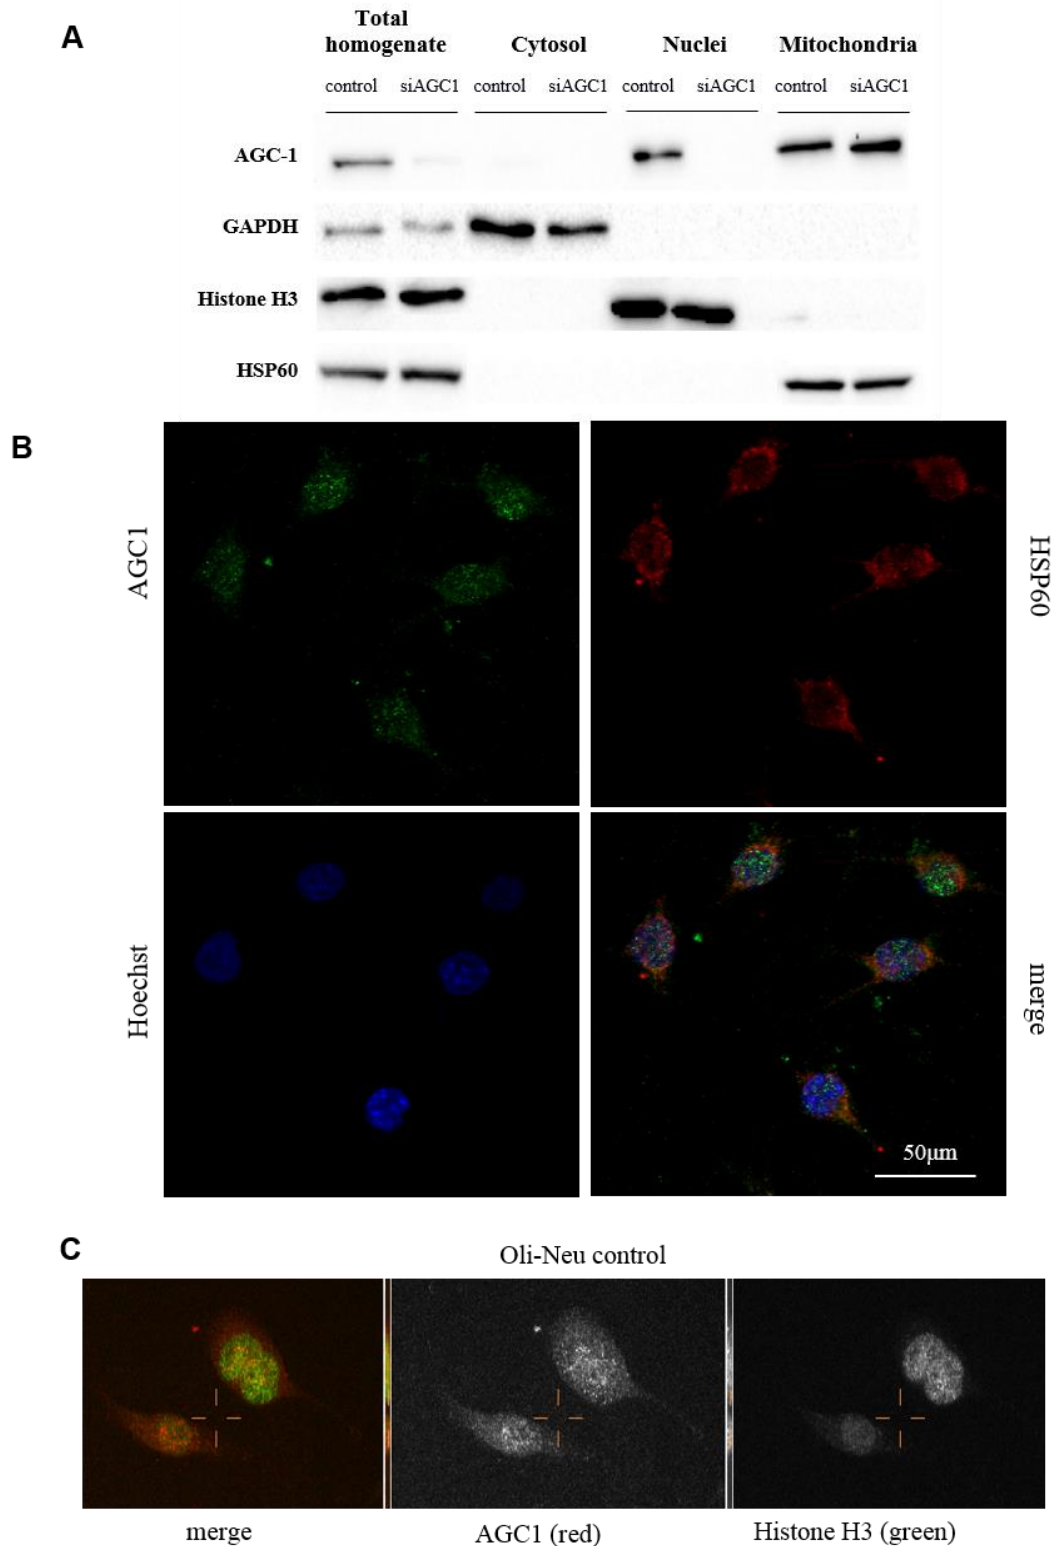 A
Total
homogenate Cytosol Nuclei Mitochondria
control siAGC1 control siAGC1 control siAGC1 control siAGC1
AGC-1
GAPDH
Histone H3
HSP60
B
AGC1
HSP60
Hoechst
merge
50µm
C
Oli-Neu control
merge AGC1 (red) Histone H3 (green)